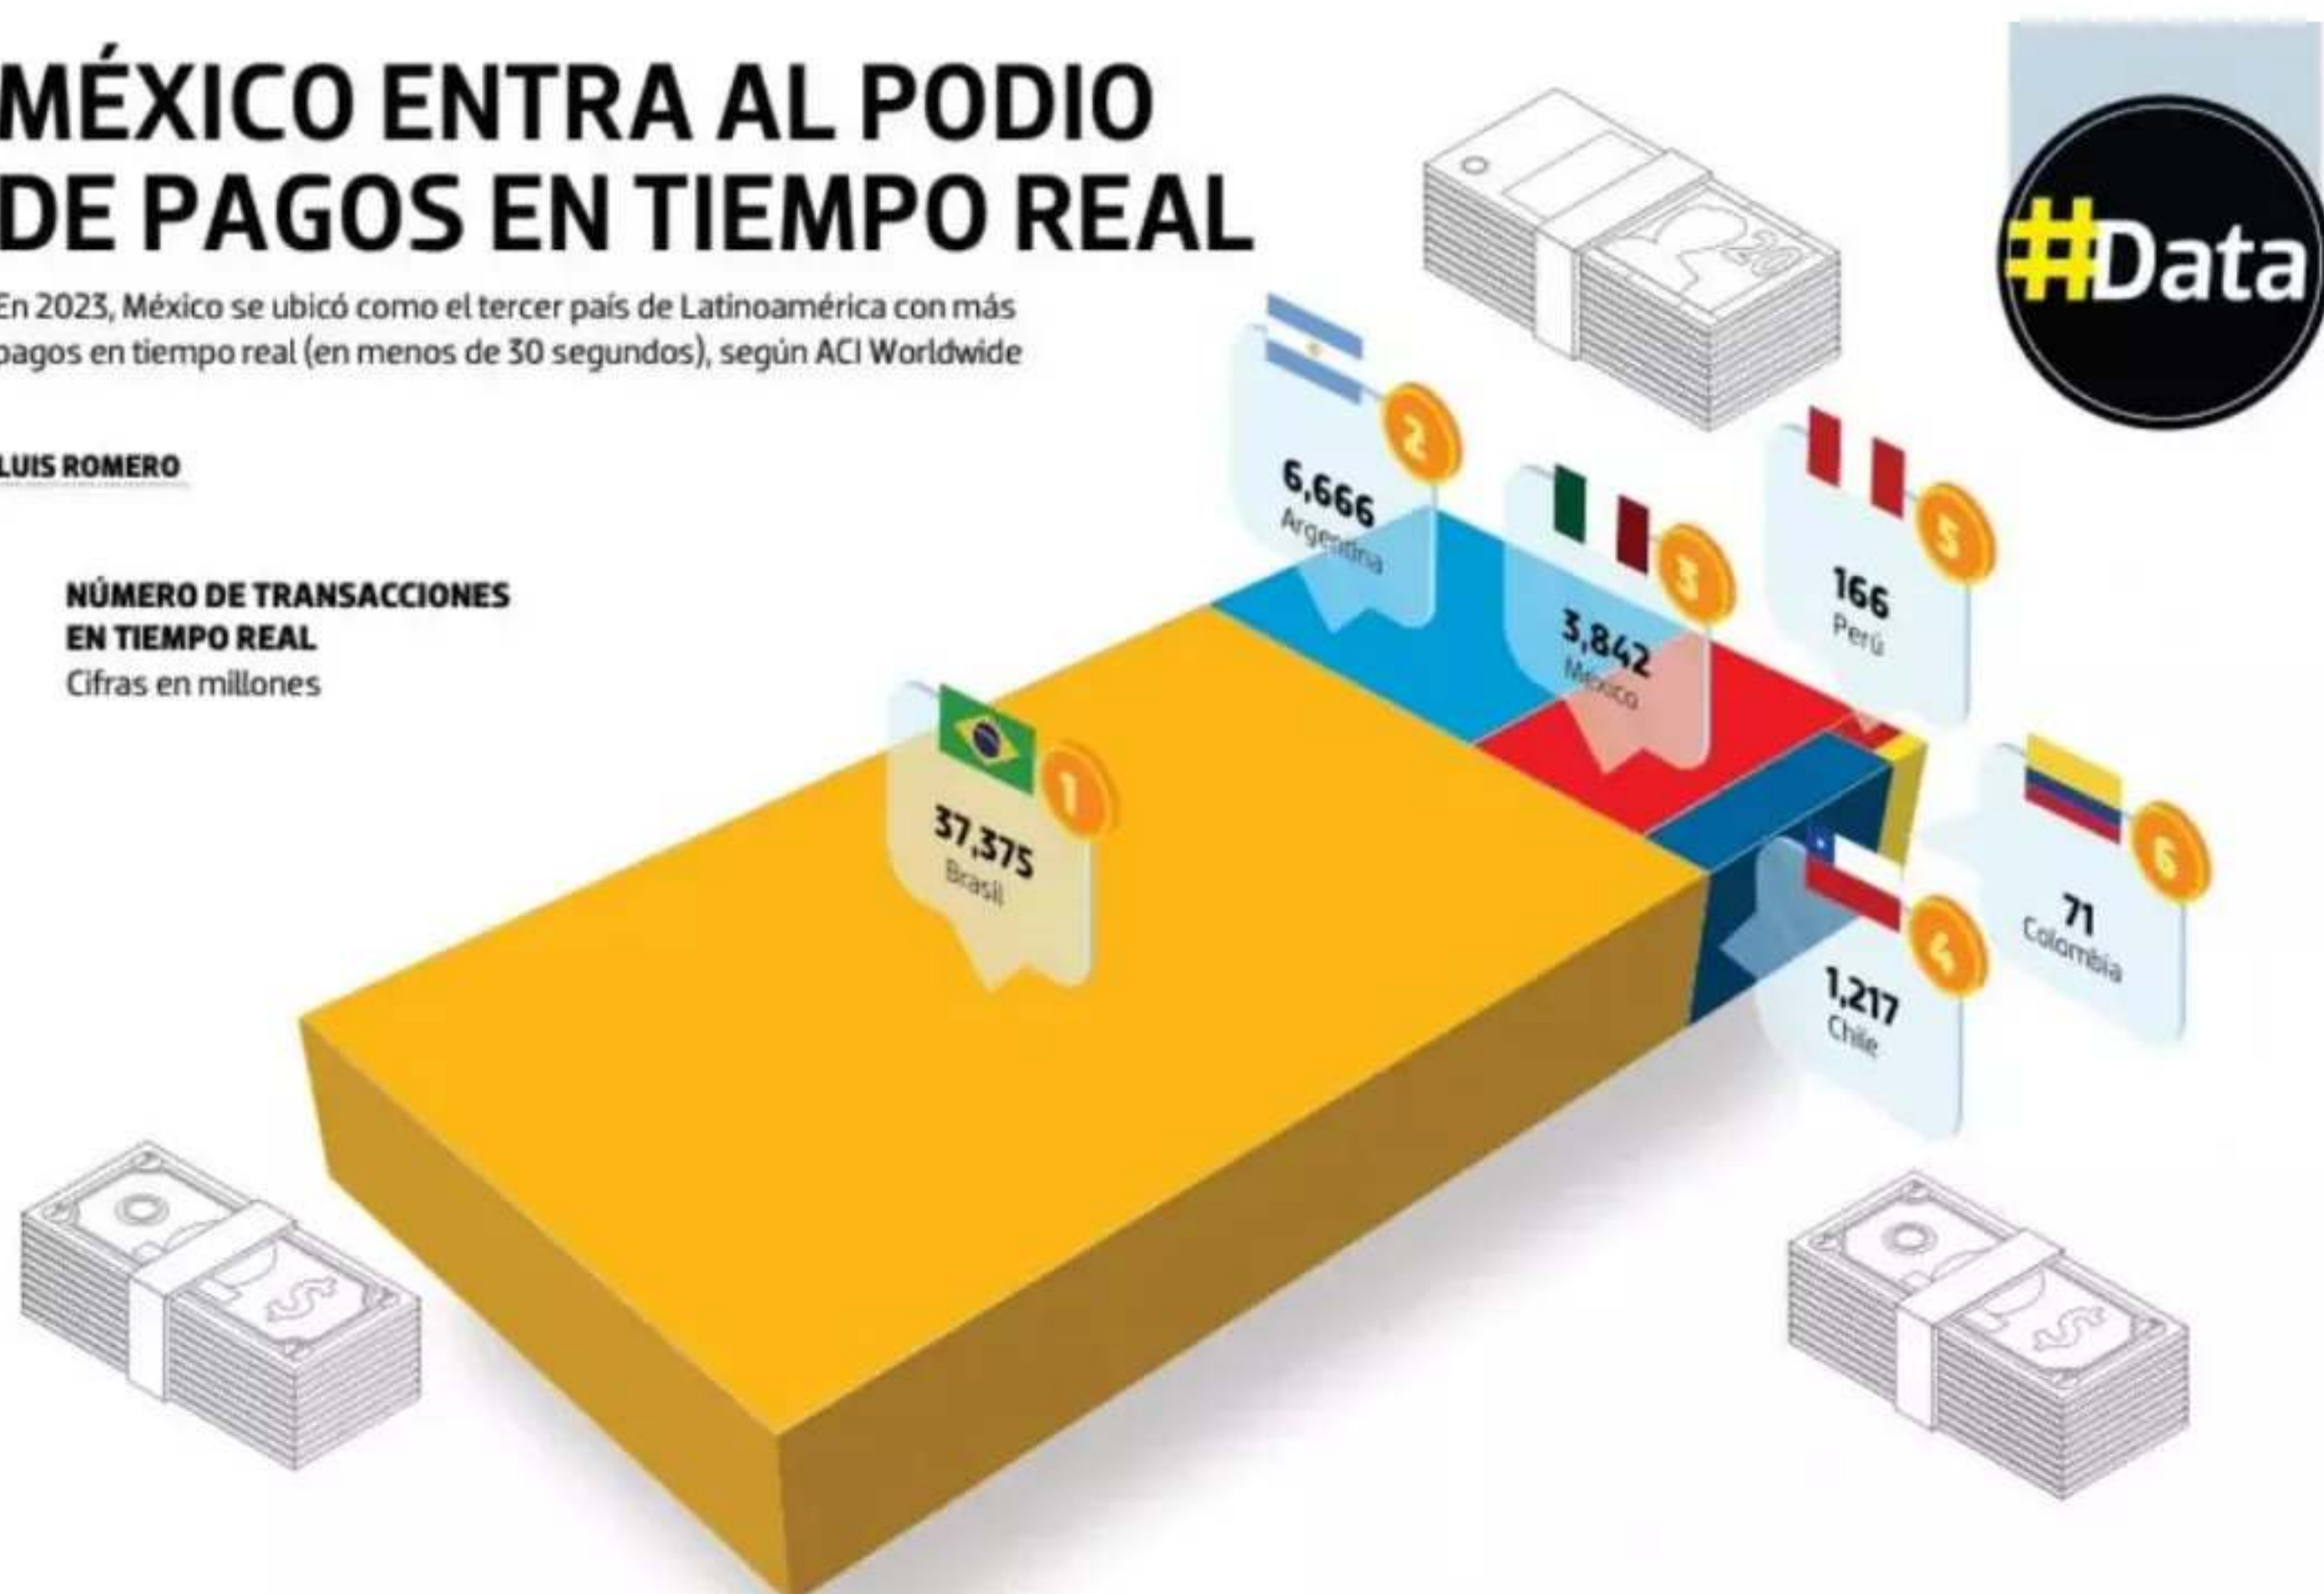 MÉXICO ENTRA AL PODIO
DE PAGOS EN TIEMPO REAL
#Data
En 2023, México se ubicó como el tercer país de Latinoamérica con más
pagos en tiempo real (en menos de 30 segundos), según ACI Worldwide
LUIS ROMERO
NÚMERO DE TRANSACCIONES
EN TIEMPO REAL
Cifras en millones
1
37,375
Brasil
2
6,666
Argentina
3
3,842
México
5
166
Perú
4
1,217
Chile
6
71
Colombia
20
$
$